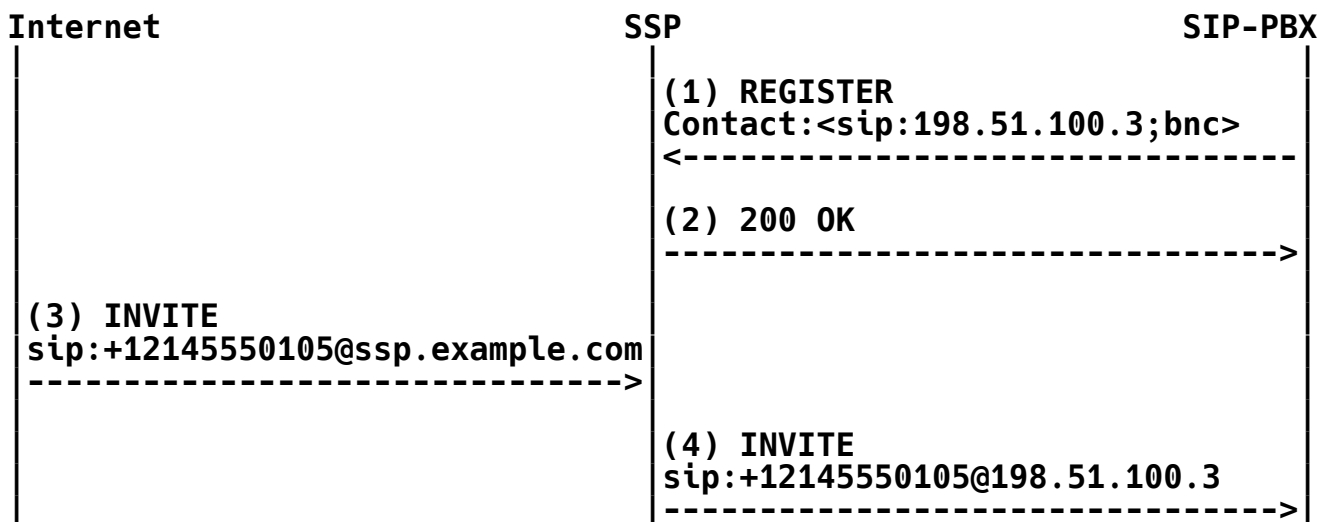 Internet SSP SIP-PBX
(1) REGISTER
Contact:<sip:198.51.100.3;bnc>
<--------------------------------
(2) 200 OK
-------------------------------->
(3) INVITE
sip:+12145550105@ssp.example.com
------------------------------->
(4) INVITE
sip:+12145550105@198.51.100.3
-------------------------------->